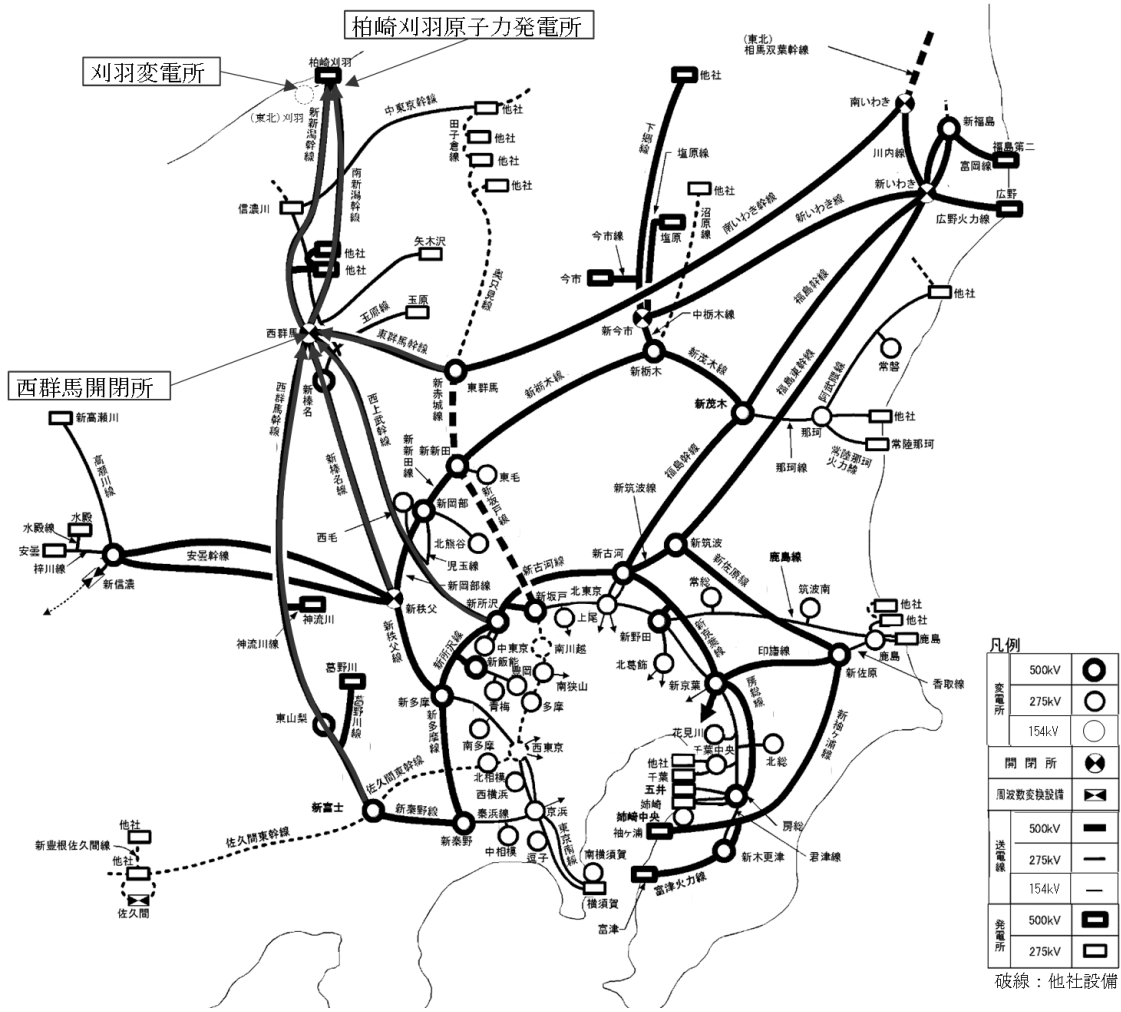 柏崎刈羽原子力発電所
刈羽変電所
柏崎刈羽
(東北)刈羽
新新潟幹線
南新潟幹線
中東京幹線
他社
田子倉線
他社
他社
他社
信濃川
他社
他社
矢木沢
玉原線
玉原
西群馬
東群馬幹線
西群馬開閉所
新榛名
東群馬
新赤城線
西群馬幹線
西上武幹線
新榛名線
他社
下郷線
塩原線
他社
沼原線
塩原
今市線
今市
新今市
中栃木線
新栃木
新栃木線
新茂木線
新茂木
(東北)
相馬双葉幹線
南いわき
新福島
川内線
富岡線
福島第二
新いわき
広野
広野火力線
南いわき幹線
新いわき線
福島幹線
福島東幹線
他社
常磐
阿武隈線
那珂
他社
常陸那珂
常陸那珂
火力線
那珂線
福島幹線
新高瀬川
高瀬川線
水殿線
水殿
安曇
梓川線
新信濃
安曇幹線
新新田線
新新田
東毛
新坂戸線
西毛
新岡部
北熊谷
児玉線
新岡部線
新秩父
神流川線
神流川
新秩父線
新所沢
新所沢線
新古河線
新坂戸
上尾
北東京
新古河
新筑波線
新筑波
新佐原線
鹿島線
常総
筑波南
新野田
北葛飾
新京葉線
新京葉
印旛線
房総線
新佐原
他社
他社
鹿島
鹿島
香取線
新袖ヶ浦線
葛野川
葛野川線
東山梨
新多摩
新多摩線
中東京
新飯能
豊岡
青梅
南川越
南狭山
多摩
南多摩
西東京
北相模
西横浜
佐久間東幹線
新富士
新秦野線
新秦野
秦浜線
中相模
逗子
京浜
東京南線
南横須賀
横須賀
花見川
千葉中央
他社
千葉
五井
姉崎
姉崎中央
袖ヶ浦
北総
房総
君津線
新木更津
富津火力線
富津
他社
新豊根佐久間線
他社
佐久間東幹線
佐久間
凡例
変電所
500kV
275kV
154kV
開閉所
周波数変換設備
送電線
500kV
275kV
154kV
発電所
500kV
275kV
破線：他社設備